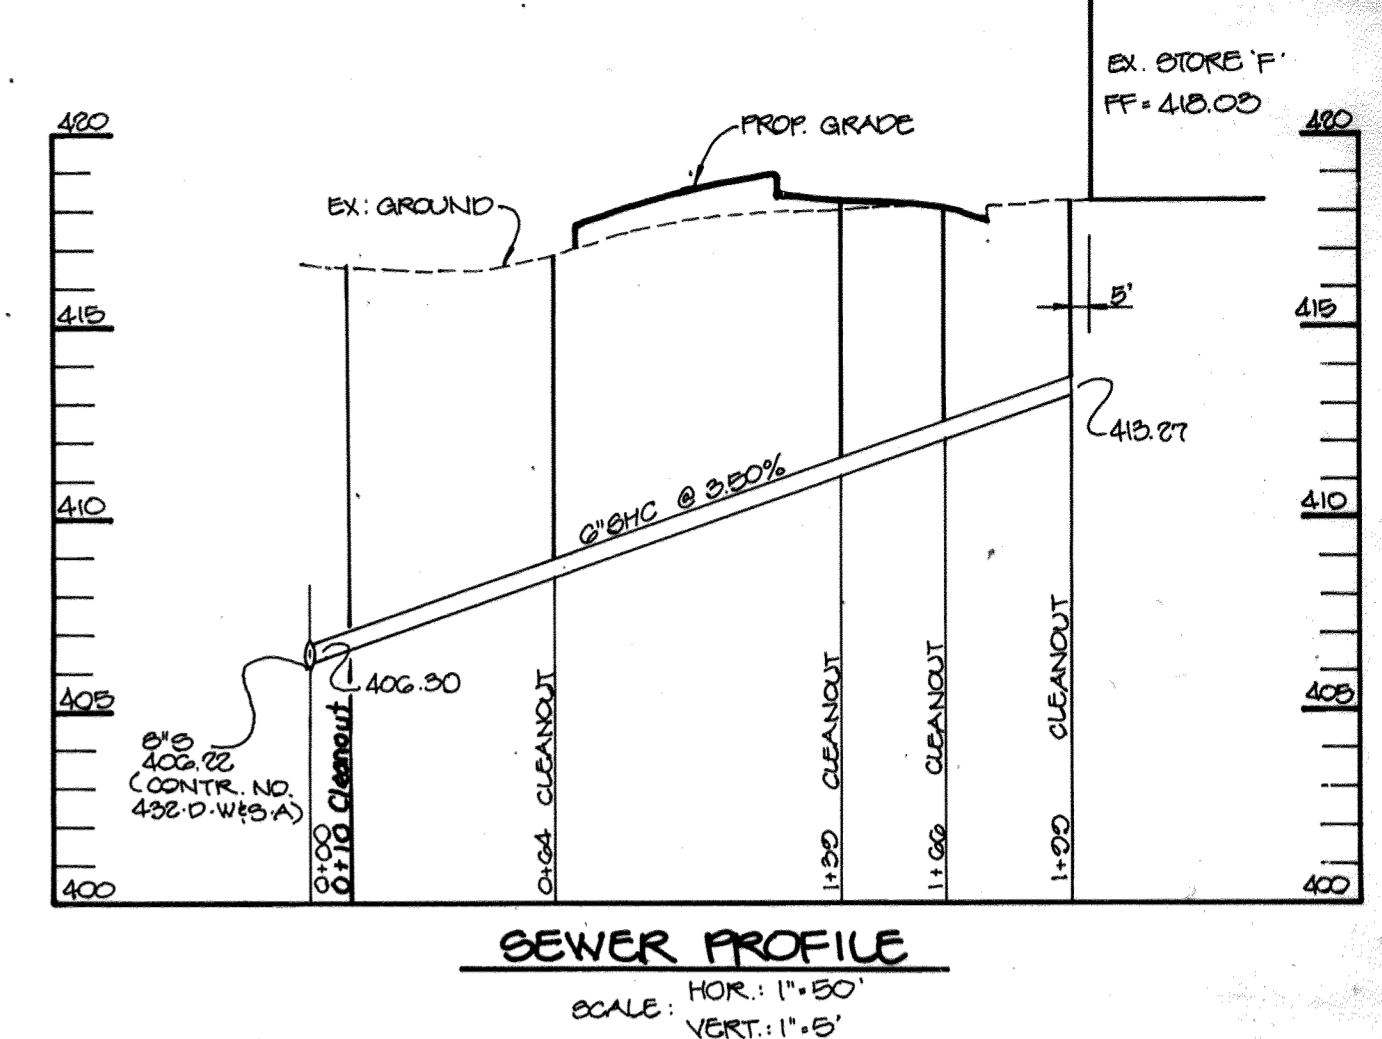 EX. STORE 'F'
FF = 418.03
420
420
PROP. GRADE
EX. GROUND
415
415
5'
413.27
6" SHC @ 3.50%
410
410
406.30
405
405
8"S
406.22
(CONTR. NO.
432-D-W&S-A)
0+00
0+10 Cleanout
0+64 CLEANOUT
1+39 CLEANOUT
1+66 CLEANOUT
1+99 CLEANOUT
400
400
SEWER PROFILE
SCALE: HOR.: 1"=50'
VERT.: 1"=5'